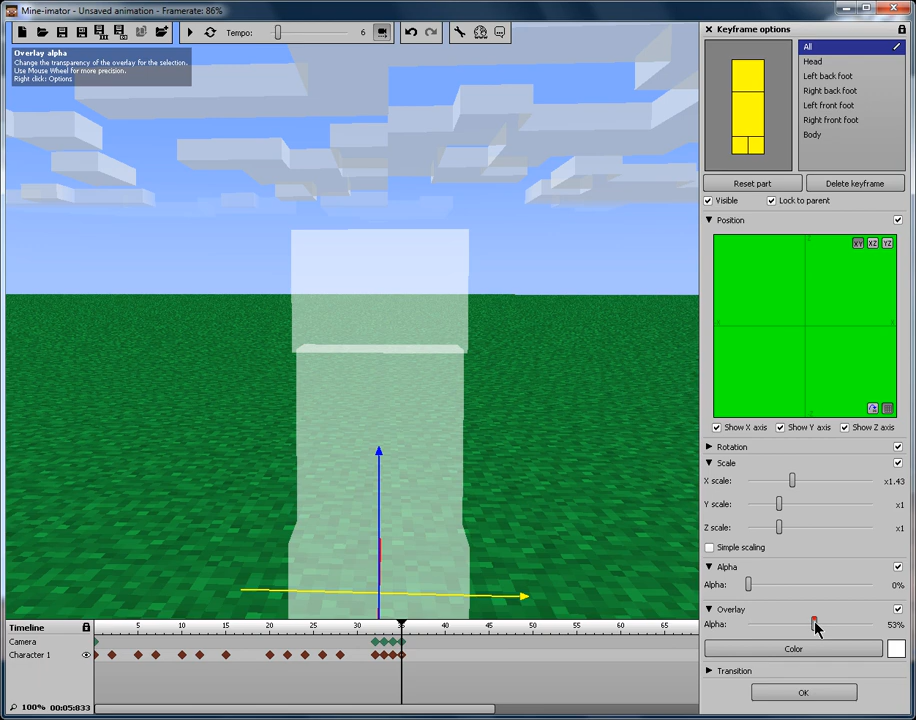 Mine-imator - Unsaved animation - Framerate: 86%
Tempo: 6
Overlay alpha
Change the transparency of the overlay for the selection.
Use Mouse Wheel for more precision.
Right click: Options
Keyframe options
All
Head
Left back foot
Right back foot
Left front foot
Right front foot
Body
Reset part Delete keyframe
Visible Lock to parent
Position
XY XZ YZ
Show X axis Show Y axis Show Z axis
Rotation
Scale
X scale: x1.43
Y scale: x1
Z scale: x1
Simple scaling
Alpha
Alpha: 0%
Overlay
Alpha: 53%
Color
Transition
OK
Timeline 5 10 15 20 25 30 35 40 45 50 55 60 65
Camera
Character 1
100% 00:05:833